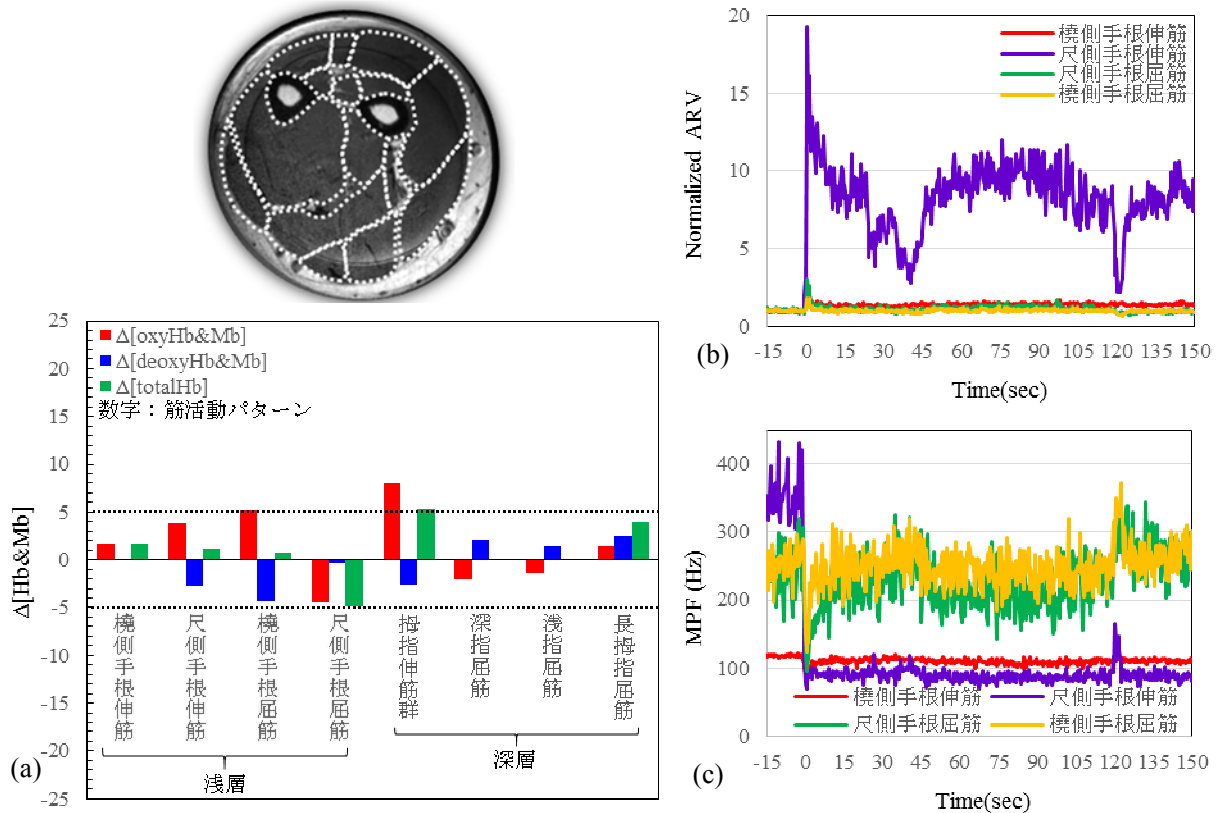 25
20
15
10
5
0
-5
-10
-15
-20
-25
Δ[Hb&Mb]
Δ[oxyHb&Mb]
Δ[deoxyHb&Mb]
Δ[totalHb]
数字：筋活動パターン
橈側手根伸筋
尺側手根伸筋
橈側手根屈筋
尺側手根屈筋
拇指伸筋群
深指屈筋
浅指屈筋
長拇指屈筋
浅層
深層
(a)
20
15
10
5
0
Normalized ARV
橈側手根伸筋
尺側手根伸筋
尺側手根屈筋
橈側手根屈筋
-15 0 15 30 45 60 75 90 105 120 135 150
Time(sec)
(b)
400
300
200
100
0
MPF (Hz)
橈側手根伸筋 尺側手根伸筋
尺側手根屈筋 橈側手根屈筋
-15 0 15 30 45 60 75 90 105 120 135 150
Time(sec)
(c)